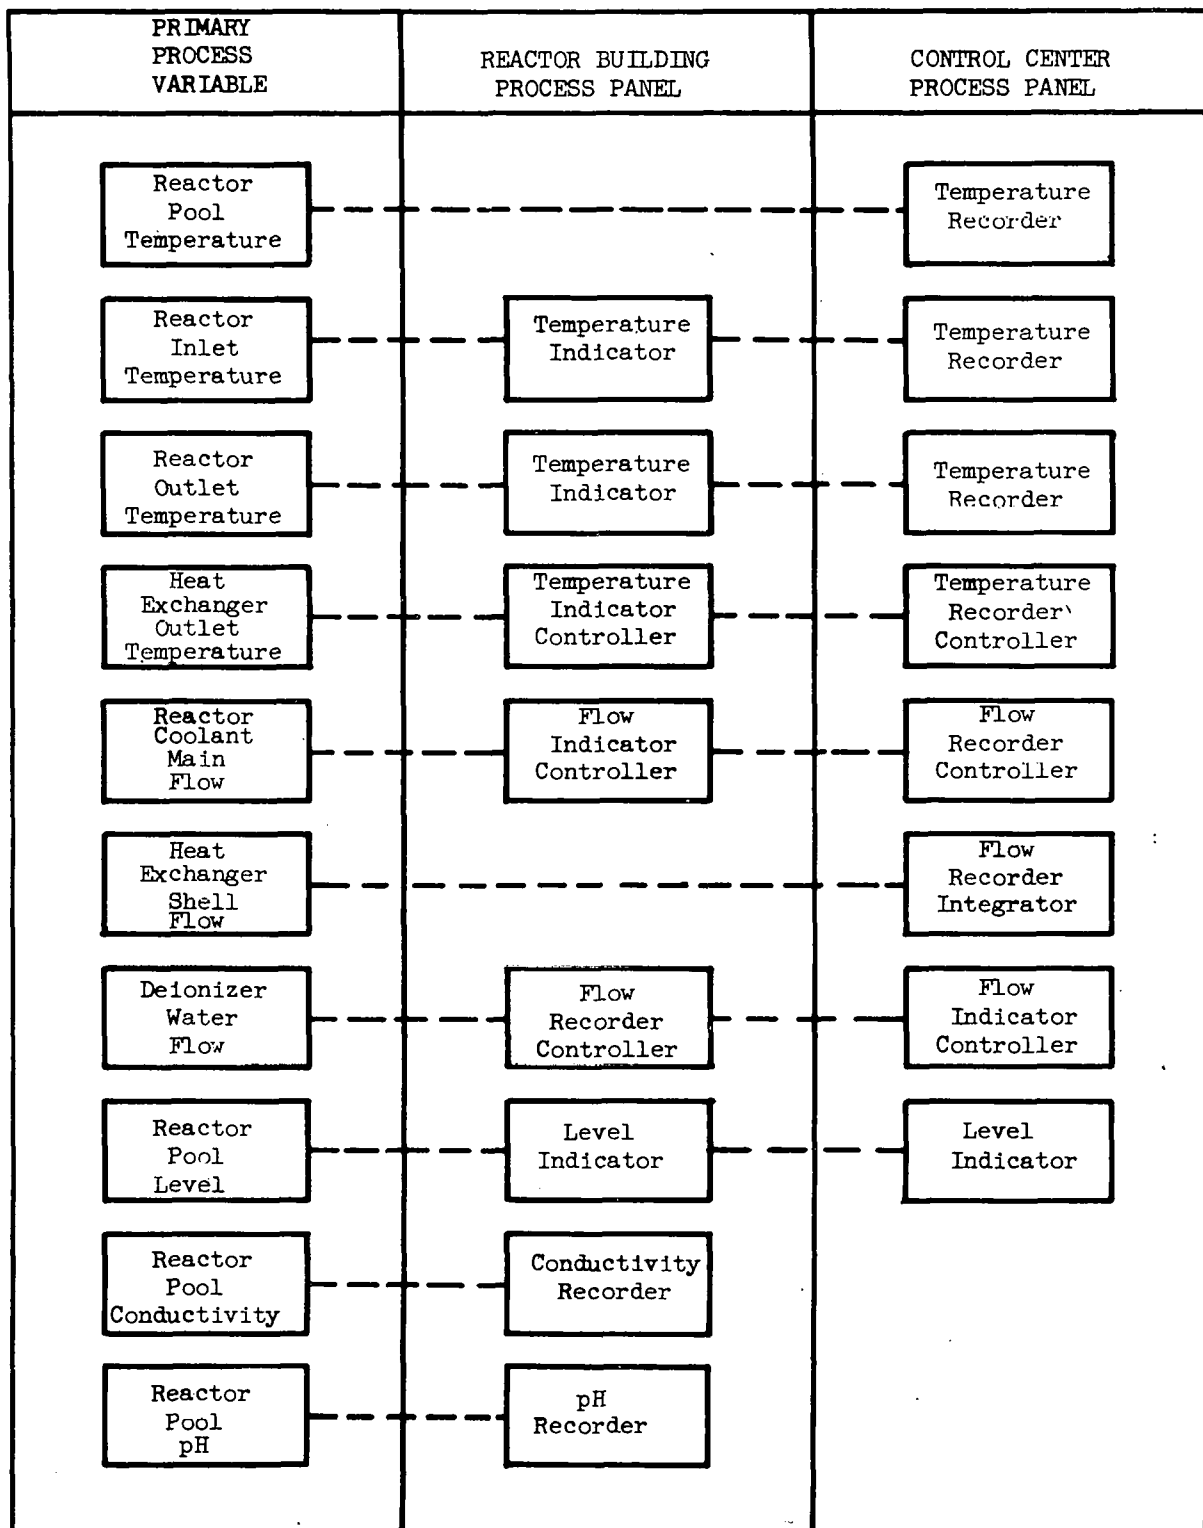 PRIMARY
PROCESS
VARIABLE
REACTOR BUILDING
PROCESS PANEL
CONTROL CENTER
PROCESS PANEL
Reactor
Pool
Temperature
Temperature
Recorder
Reactor
Inlet
Temperature
Temperature
Indicator
Temperature
Recorder
Reactor
Outlet
Temperature
Temperature
Indicator
Temperature
Recorder
Heat
Exchanger
Outlet
Temperature
Temperature
Indicator
Controller
Temperature
Recorder
Controller
Reactor
Coolant
Main
Flow
Flow
Indicator
Controller
Flow
Recorder
Controller
Heat
Exchanger
Shell
Flow
Flow
Recorder
Integrator
Deionizer
Water
Flow
Flow
Recorder
Controller
Flow
Indicator
Controller
Reactor
Pool
Level
Level
Indicator
Level
Indicator
Reactor
Pool
Conductivity
Conductivity
Recorder
Reactor
Pool
pH
pH
Recorder